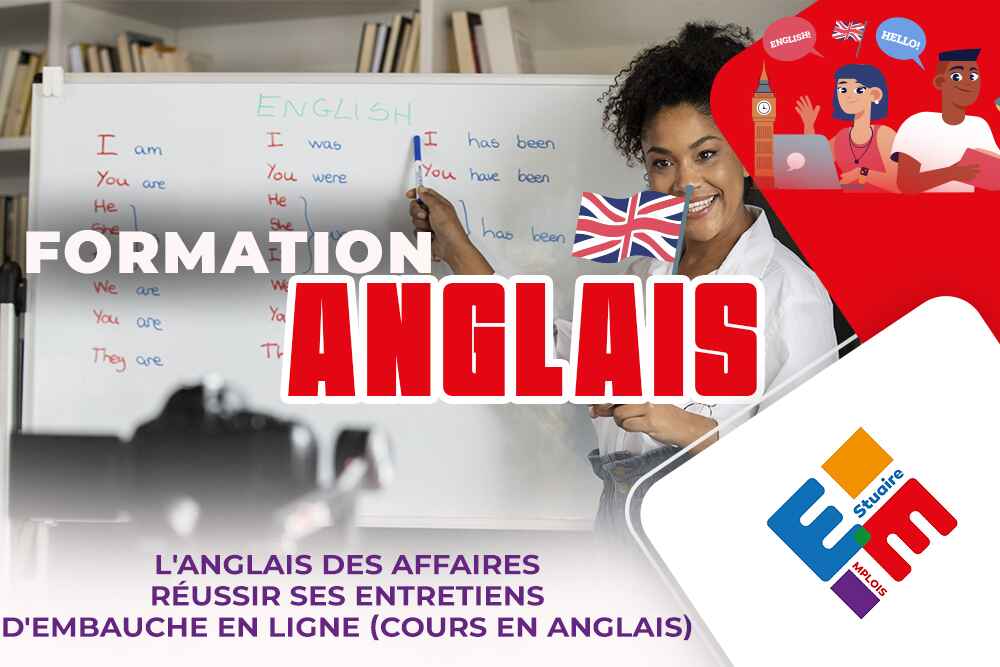 ENGLISH!
HELLO!
ENGLISH
I am
I was
I has been
You are
You were
You have been
He
He
She
She
has been
We are
You are
They are
FORMATION
ANGLAIS
Stuaire
E M
MPLOIS
L'ANGLAIS DES AFFAIRES
RÉUSSIR SES ENTRETIENS
D'EMBAUCHE EN LIGNE (COURS EN ANGLAIS)